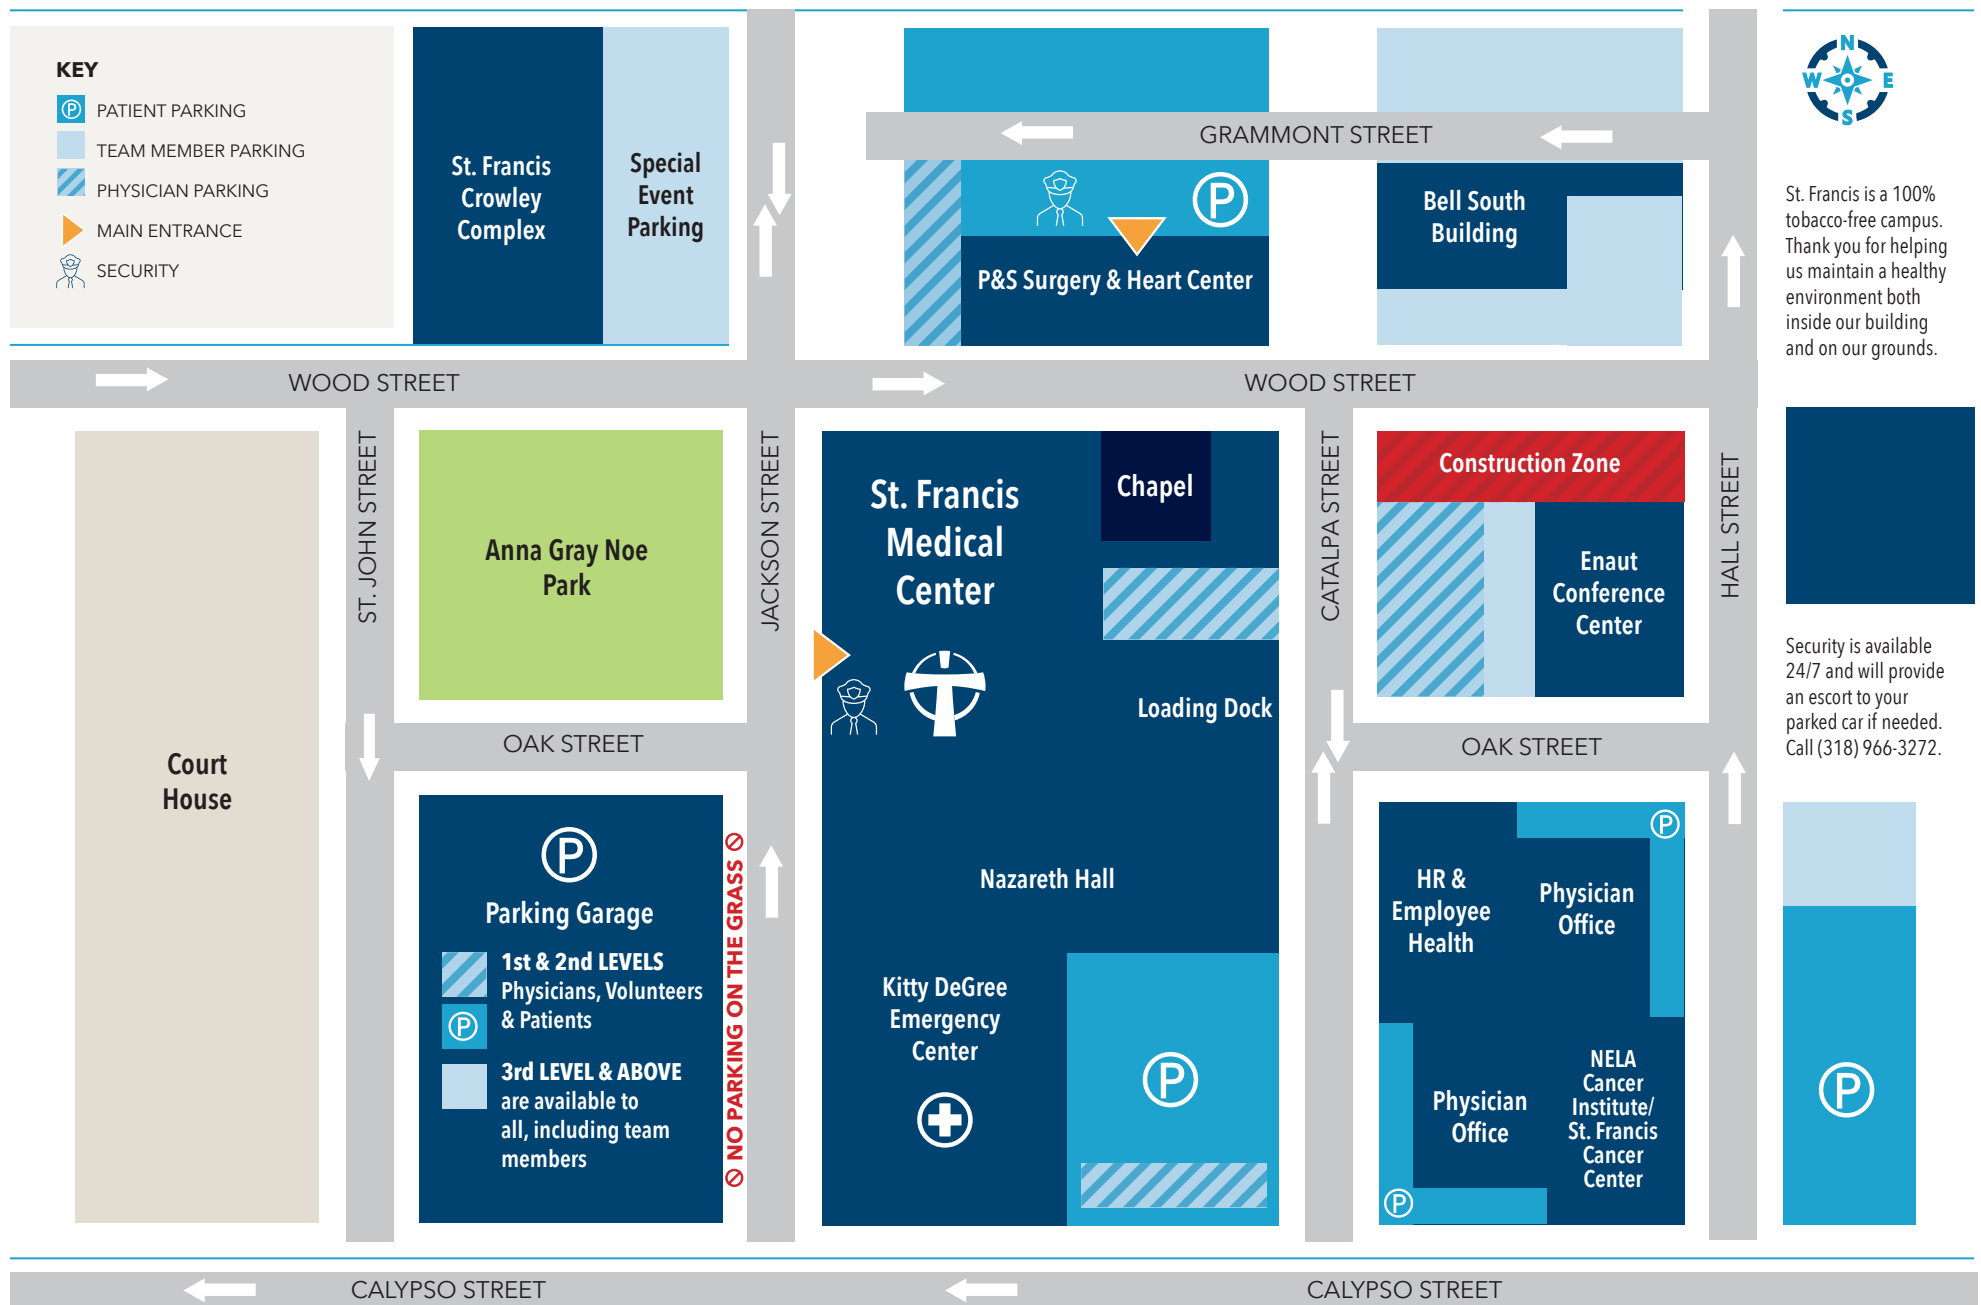 KEY
P PATIENT PARKING
TEAM MEMBER PARKING
PHYSICIAN PARKING
MAIN ENTRANCE
SECURITY
St. Francis
Crowley
Complex
Special
Event
Parking
GRAMMONT STREET
P
P&S Surgery & Heart Center
Bell South
Building
N
W E
S
St. Francis is a 100%
tobacco-free campus.
Thank you for helping
us maintain a healthy
environment both
inside our building
and on our grounds.
WOOD STREET
WOOD STREET
Court
House
ST. JOHN STREET
Anna Gray Noe
Park
JACKSON STREET
St. Francis
Medical
Center
Chapel
Loading Dock
CATALPA STREET
Construction Zone
Enaut
Conference
Center
HALL STREET
Security is available
24/7 and will provide
an escort to your
parked car if needed.
Call (318) 966-3272.
OAK STREET
OAK STREET
P
Parking Garage
1st & 2nd LEVELS
Physicians, Volunteers
P & Patients
3rd LEVEL & ABOVE
are available to
all, including team
members
NO PARKING ON THE GRASS
Nazareth Hall
Kitty DeGree
Emergency
Center
P
P
HR &
Employee
Health
Physician
Office
Physician
Office
NELA
Cancer
Institute/
St. Francis
Cancer
Center
P
P
CALYPSO STREET
CALYPSO STREET